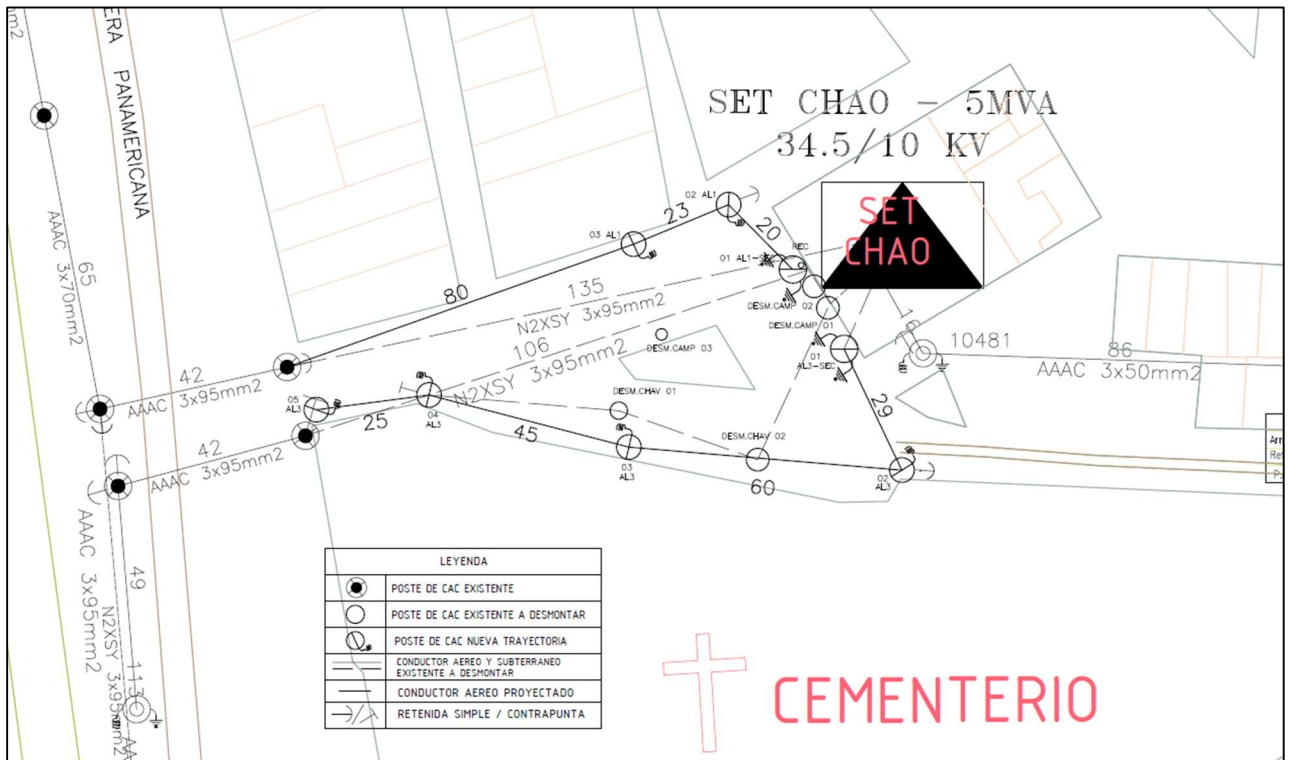 mm2
ERA PANAMERICANA
SET CHAO - 5MVA
34.5/10 KV
SET
CHAO
02 AL1
23
20
03 AL1
REC
01 AL1-SEC
65
AAAC 3x70mm2
80
135
N2XSY 3x95mm2
DESM.CAMP 02
DESM.CAMP 01
106
N2XSY 3x95mm2
DESM.CAMP 03
01
AL3-SEC
10481
86
AAAC 3x50mm2
42
AAAC 3x95mm2
05
AL3
25
04
AL3
DESM.CHAV 01
29
45
42
AAAC 3x95mm2
03
AL3
DESM.CHAV 02
60
02
AL3
AAAC 3x95mm2
49
N2XSY 3x95mm2
113
LEYENDA
POSTE DE CAC EXISTENTE
POSTE DE CAC EXISTENTE A DESMONTAR
POSTE DE CAC NUEVA TRAYECTORIA
CONDUCTOR AEREO Y SUBTERRANEO
EXISTENTE A DESMONTAR
CONDUCTOR AEREO PROYECTADO
RETENIDA SIMPLE / CONTRAPUNTA
CEMENTERIO